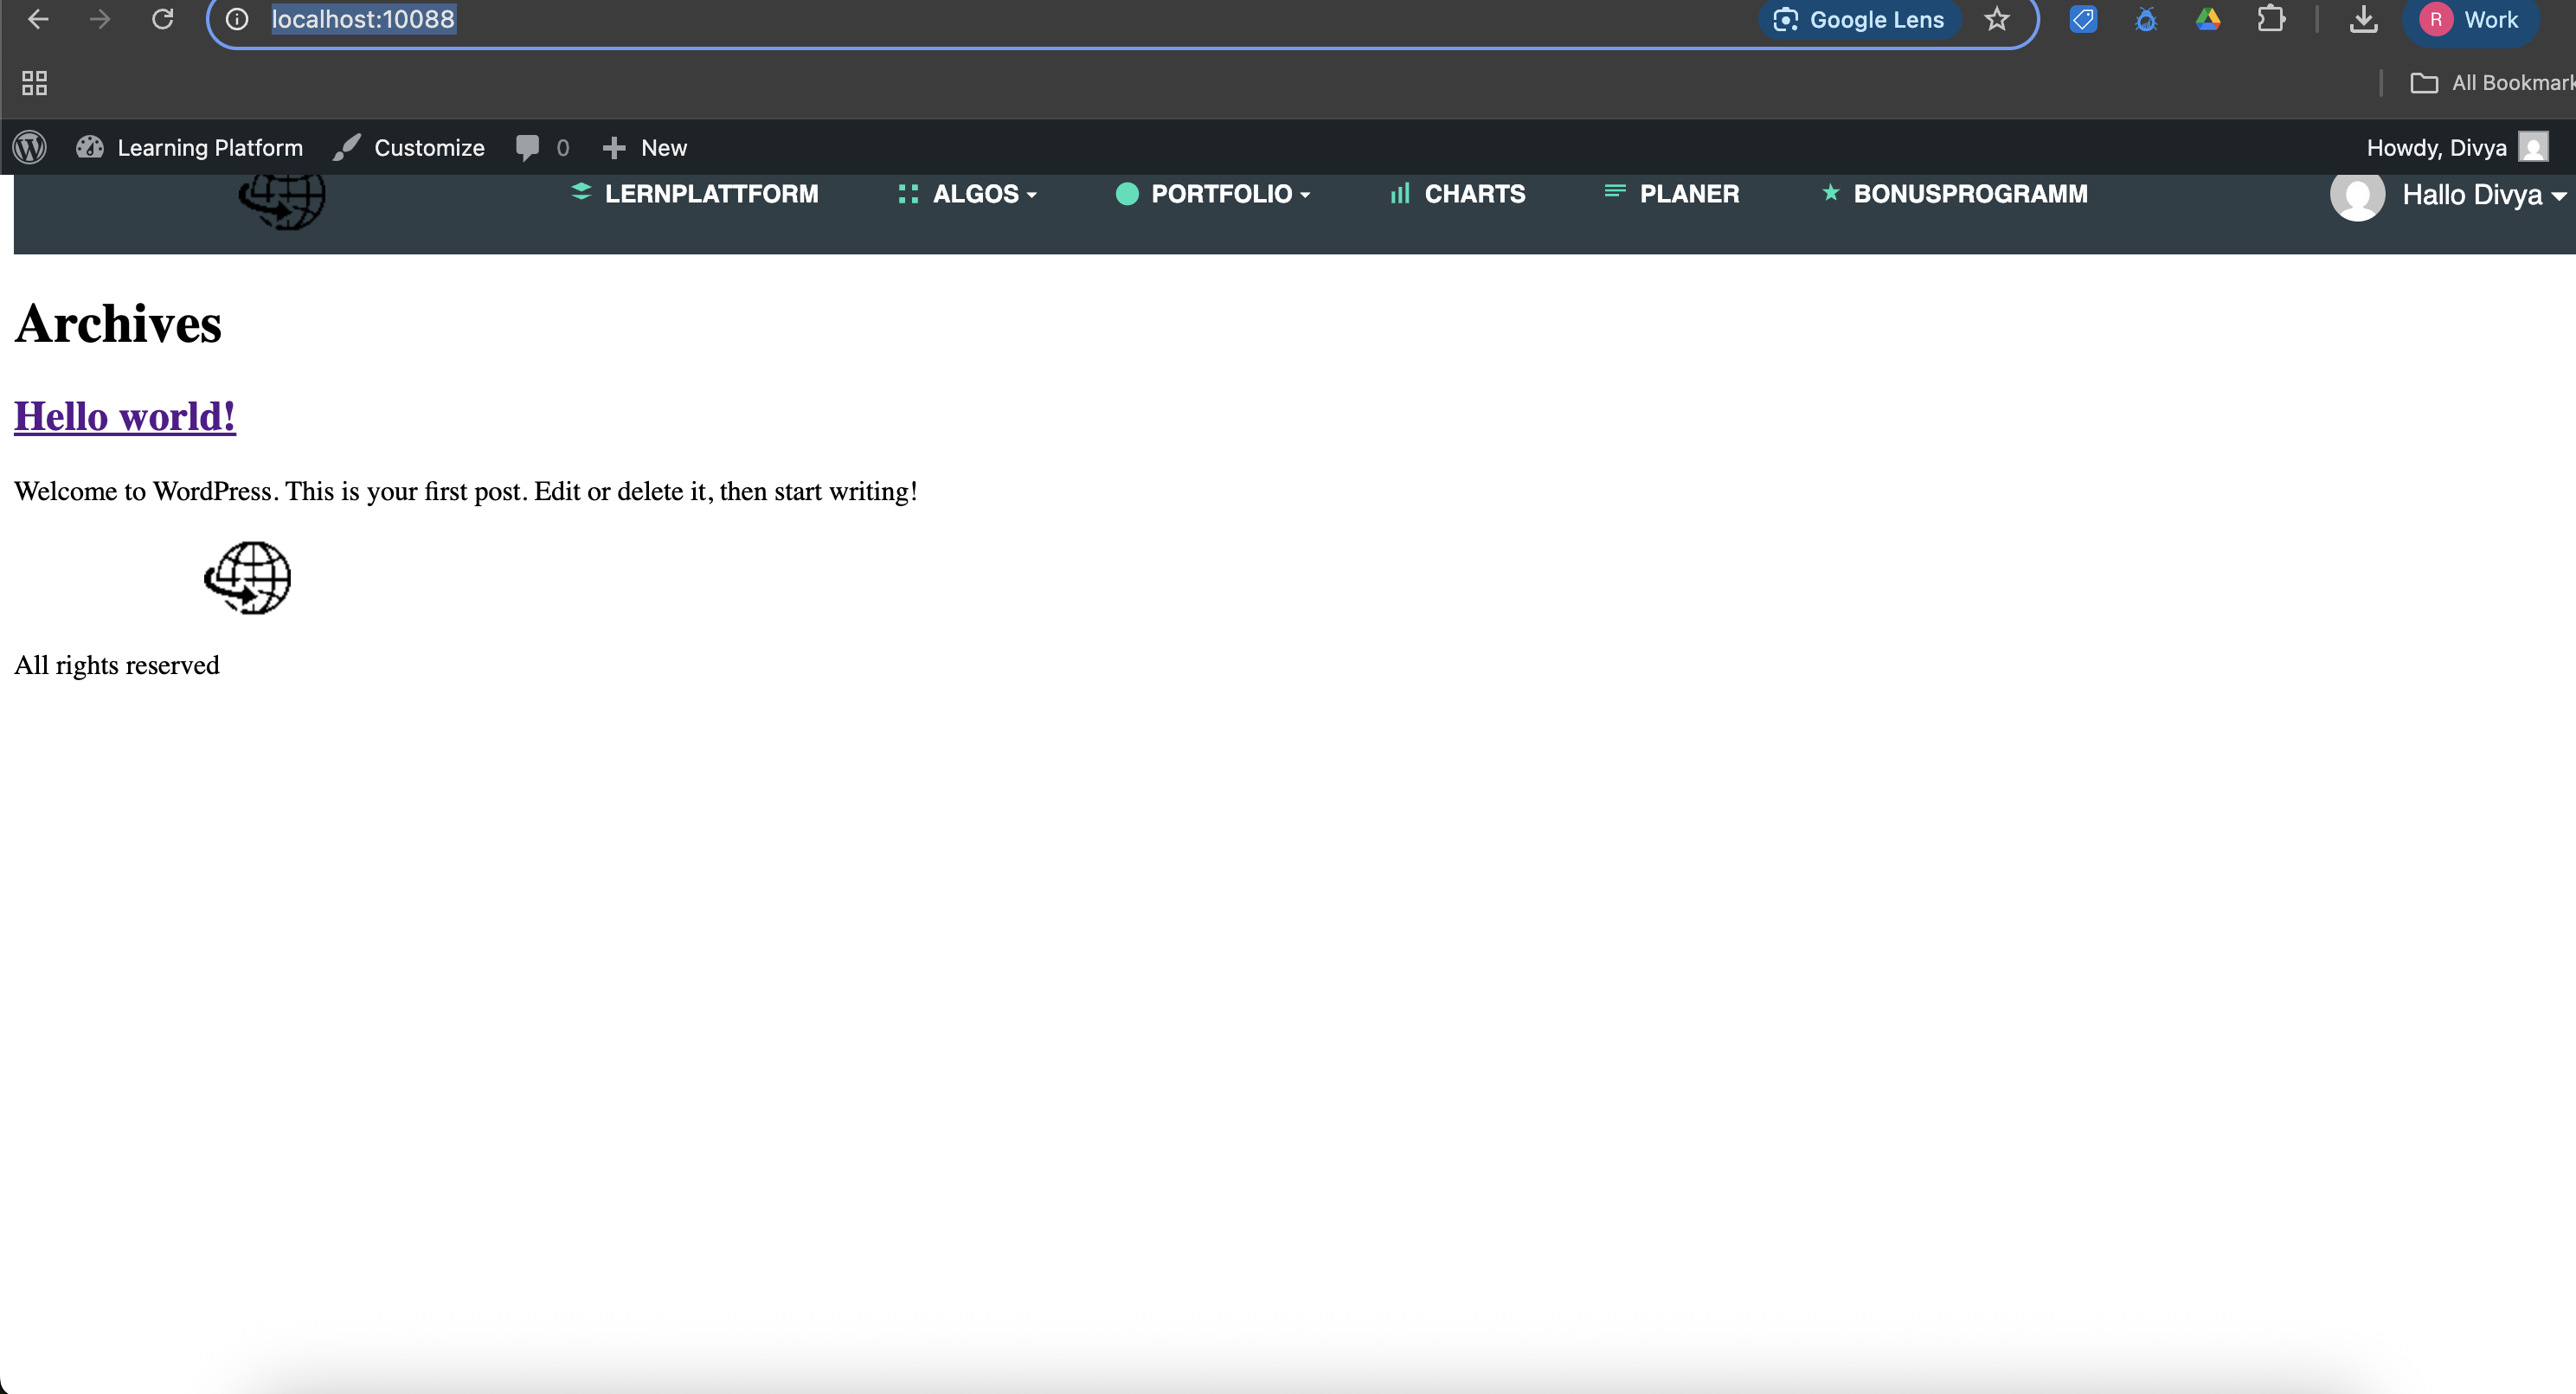 localhost:10088
Google Lens
R
Work
All Bookmark
Learning Platform
Customize
0
New
Howdy, Divya
LERNPLATTFORM
ALGOS
PORTFOLIO
CHARTS
PLANER
BONUSPROGRAMM
Hallo Divya
Archives
Hello world!
Welcome to WordPress. This is your first post. Edit or delete it, then start writing!
All rights reserved